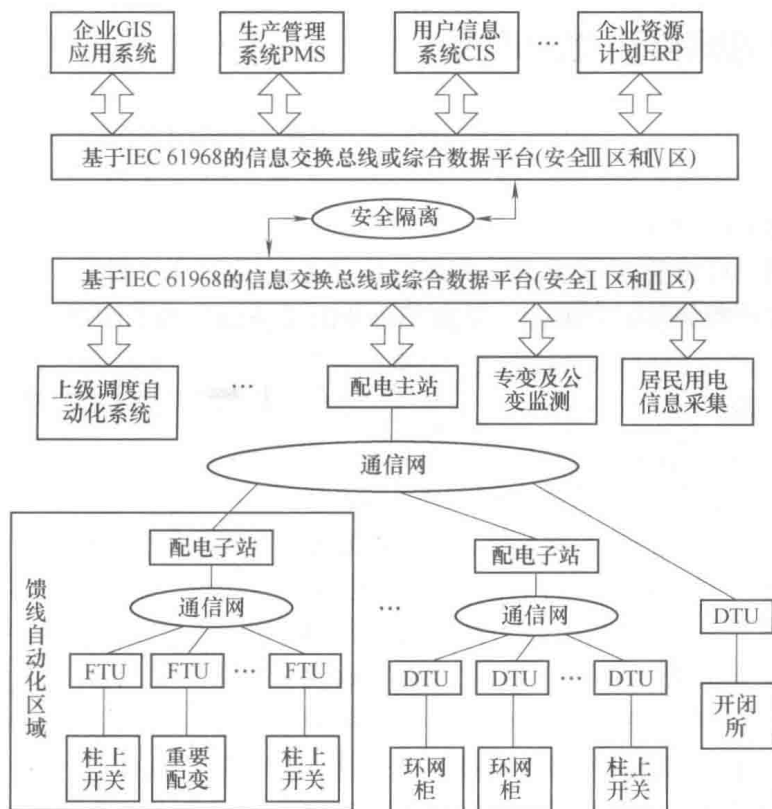 企业GIS
应用系统
生产管理
系统PMS
用户信息
系统CIS
…
企业资源
计划ERP
基于IEC 61968的信息交换总线或综合数据平台(安全Ⅲ区和Ⅳ区)
安全隔离
基于IEC 61968的信息交换总线或综合数据平台(安全Ⅰ区和Ⅱ区)
上级调度自
动化系统
…
配电主站
专变及公
变监测
居民用电
信息采集
通信网
馈线自动化区域
配电子站
通信网
FTU
FTU
…
FTU
柱上
开关
重要
配变
柱上
开关
…
配电子站
通信网
DTU
DTU
…
DTU
环网
柜
环网
柜
柱上
开关
DTU
开闭
所